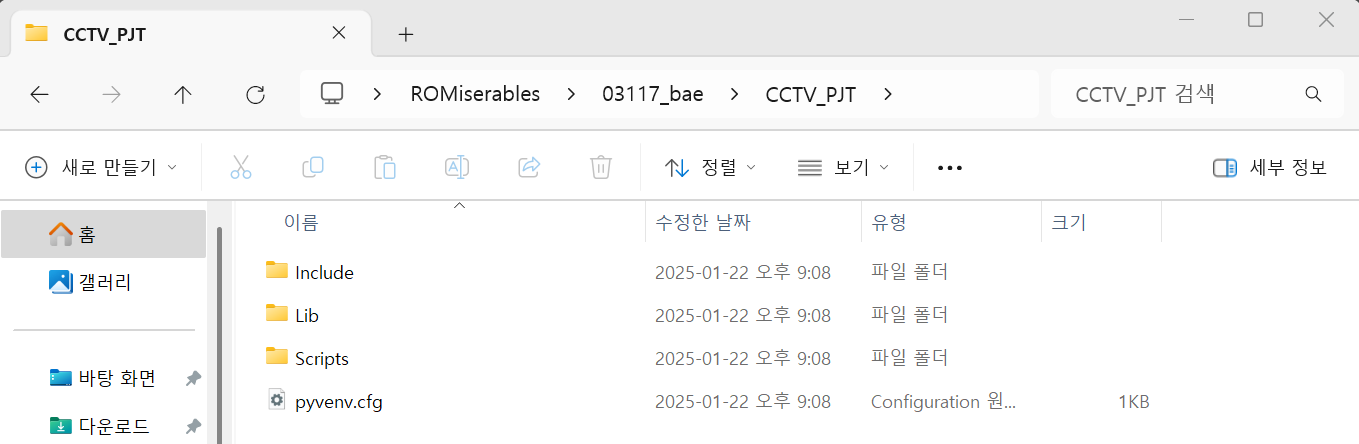 CCTV_PJT
ROMiserables 03117_bae CCTV_PJT CCTV_PJT 검색
새로 만들기 정렬 보기 세부 정보
이름 수정한 날짜 유형 크기
홈
갤러리
바탕 화면
다운로드
Include 2025-01-22 오후 9:08 파일 폴더
Lib 2025-01-22 오후 9:08 파일 폴더
Scripts 2025-01-22 오후 9:08 파일 폴더
pyvenv.cfg 2025-01-22 오후 9:08 Configuration 원... 1KB